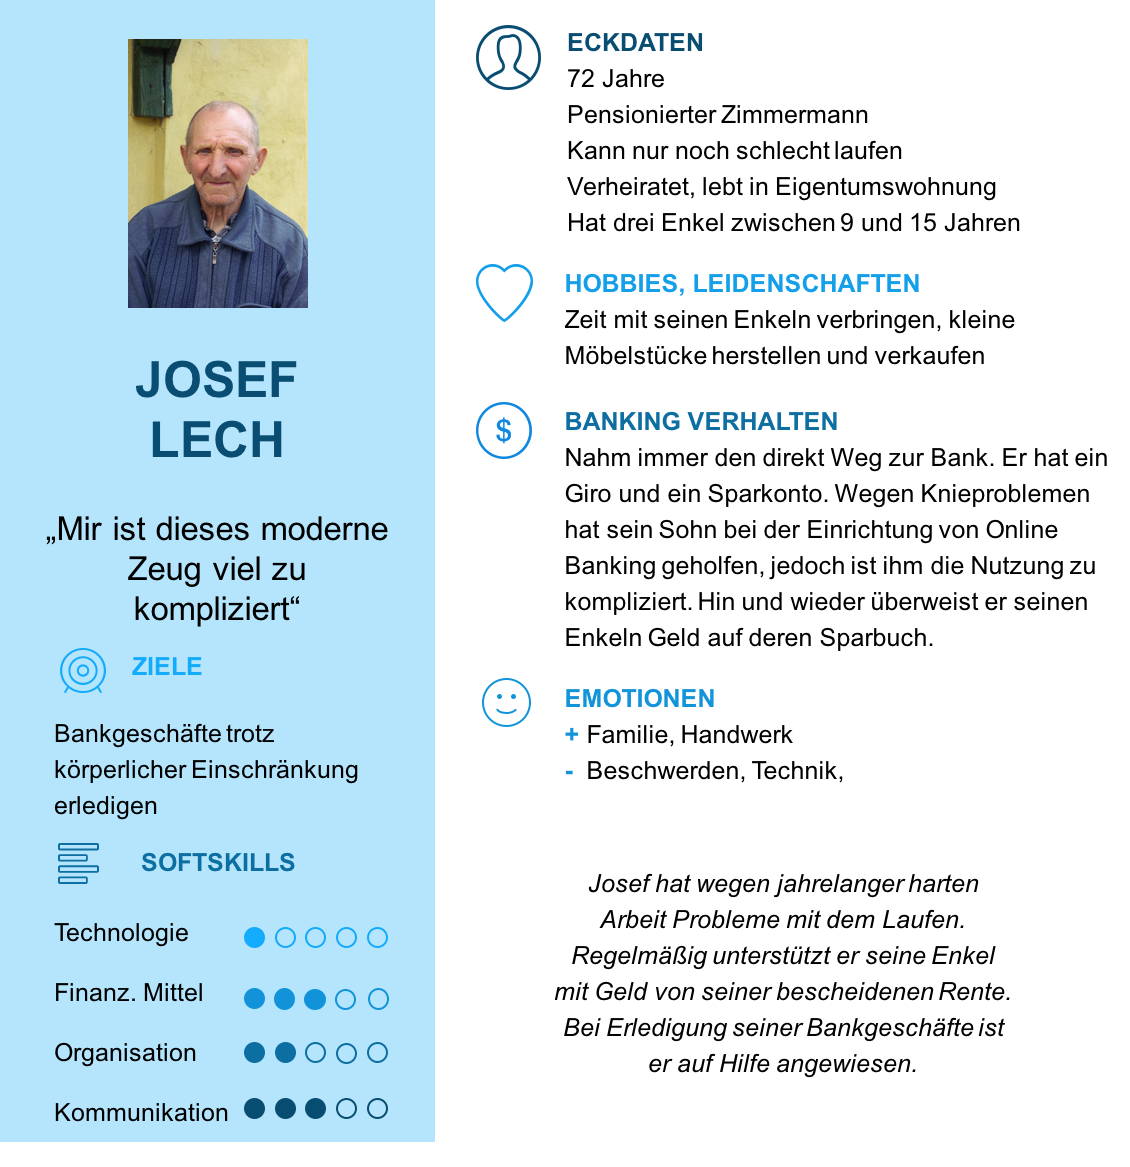 JOSEF
LECH
„Mir ist dieses moderne
Zeug viel zu
kompliziert“
ZIELE
Bankgeschäfte trotz
körperlicher Einschränkung
erledigen
SOFTSKILLS
Technologie
Finanz. Mittel
Organisation
Kommunikation
ECKDATEN
72 Jahre
Pensionierter Zimmermann
Kann nur noch schlecht laufen
Verheiratet, lebt in Eigentumswohnung
Hat drei Enkel zwischen 9 und 15 Jahren
HOBBIES, LEIDENSCHAFTEN
Zeit mit seinen Enkeln verbringen, kleine
Möbelstücke herstellen und verkaufen
$
BANKING VERHALTEN
Nahm immer den direkt Weg zur Bank. Er hat ein
Giro und ein Sparkonto. Wegen Knieproblemen
hat sein Sohn bei der Einrichtung von Online
Banking geholfen, jedoch ist ihm die Nutzung zu
kompliziert. Hin und wieder überweist er seinen
Enkeln Geld auf deren Sparbuch.
EMOTIONEN
+ Familie, Handwerk
- Beschwerden, Technik,
Josef hat wegen jahrelanger harten
Arbeit Probleme mit dem Laufen.
Regelmäßig unterstützt er seine Enkel
mit Geld von seiner bescheidenen Rente.
Bei Erledigung seiner Bankgeschäfte ist
er auf Hilfe angewiesen.